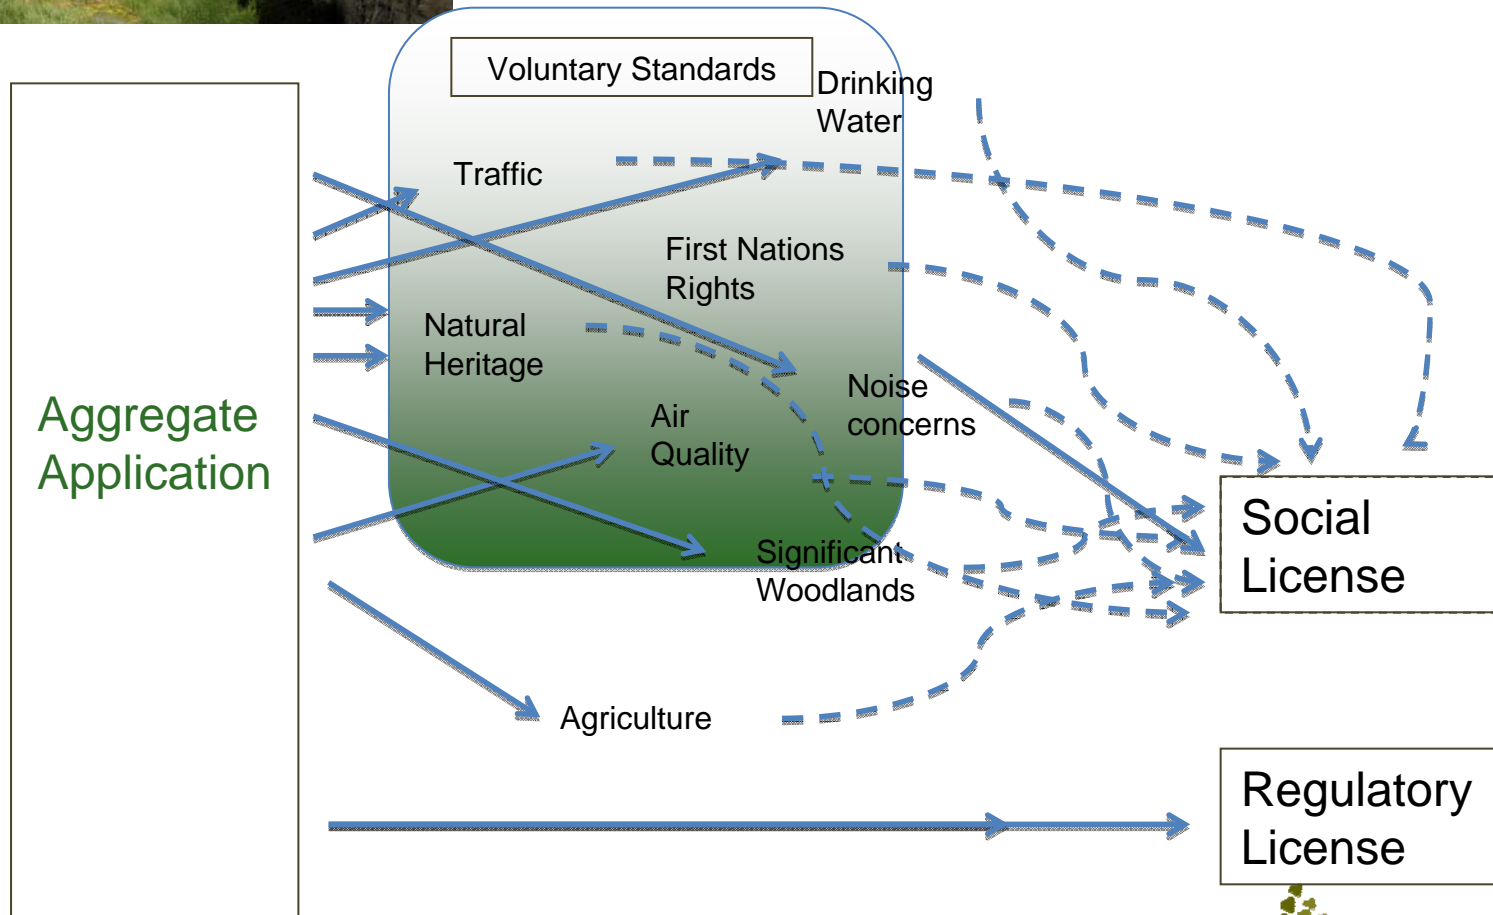 Voluntary Standards
Drinking
Water
Traffic
First Nations
Rights
Natural
Heritage
Noise
concerns
Air
Quality
Aggregate
Application
Significant
Woodlands
Social
License
Agriculture
Regulatory
License